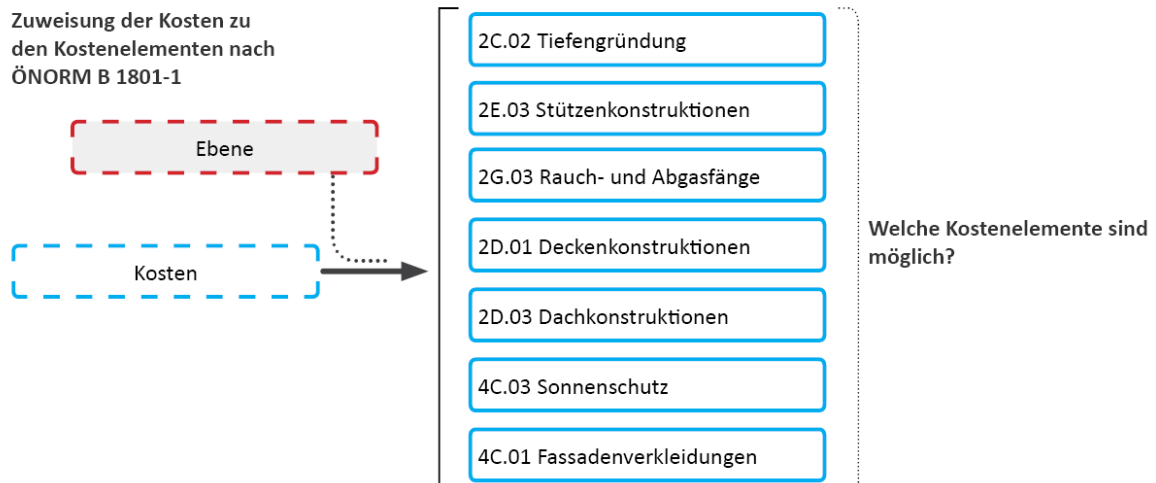 Zuweisung der Kosten zu
den Kostenelementen nach
ÖNORM B 1801-1
Ebene
Kosten
2C.02 Tiefengründung
2E.03 Stützenkonstruktionen
2G.03 Rauch- und Abgasfänge
2D.01 Deckenkonstruktionen
2D.03 Dachkonstruktionen
4C.03 Sonnenschutz
4C.01 Fassadenverkleidungen
Welche Kostenelemente sind
möglich?